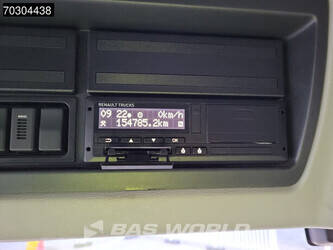 70304438
RENAULT TRUCKS
09 22 0km/h
154785.2km
OK
BAS WORLD